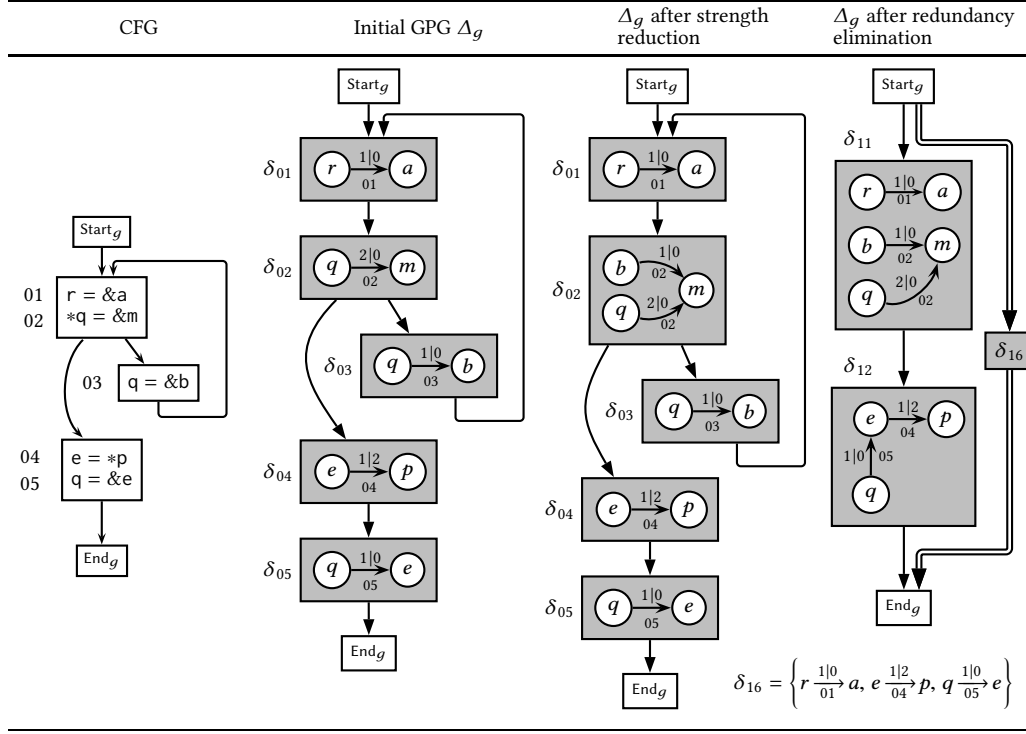 CFG
Initial GPG Δg
Δg after strength
reduction
Δg after redundancy
elimination
Startg
01 r = &a
02 *q = &m
03 q = &b
04 e = *p
05 q = &e
Endg
Startg
δ01 r 1|0 01 a
δ02 q 2|0 02 m
δ03 q 1|0 03 b
δ04 e 1|2 04 p
δ05 q 1|0 05 e
Endg
Startg
δ01 r 1|0 01 a
δ02 b 1|0 02 m
q 2|0 02
δ03 q 1|0 03 b
δ04 e 1|2 04 p
δ05 q 1|0 05 e
Endg
Startg
δ11
r 1|0 01 a
b 1|0 02 m
q 2|0 02
δ16
δ12
e 1|2 04 p
1|0 05
q
Endg
δ16 = { r 1|0 01 → a, e 1|2 04 → p, q 1|0 05 → e }